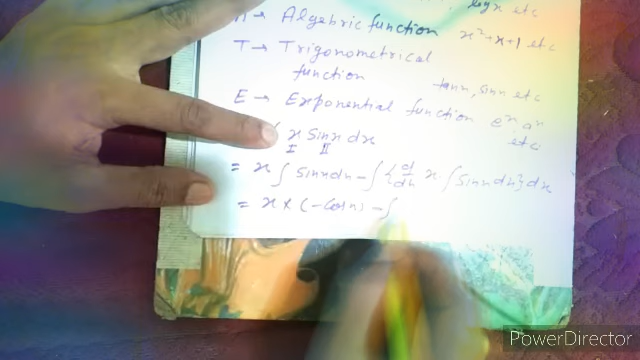 log x etc
A → Algebric function x² + x + 1 etc
T → Trigonometrical
function tan x, sin x etc
E → Exponential function eˣ, aˣ
etc
∫ x sin x dx
I II
= x ∫ sin x dx - ∫ { d/dx x · ∫ sin x dx } dx
= x × (-cos x) - ∫
PowerDirector